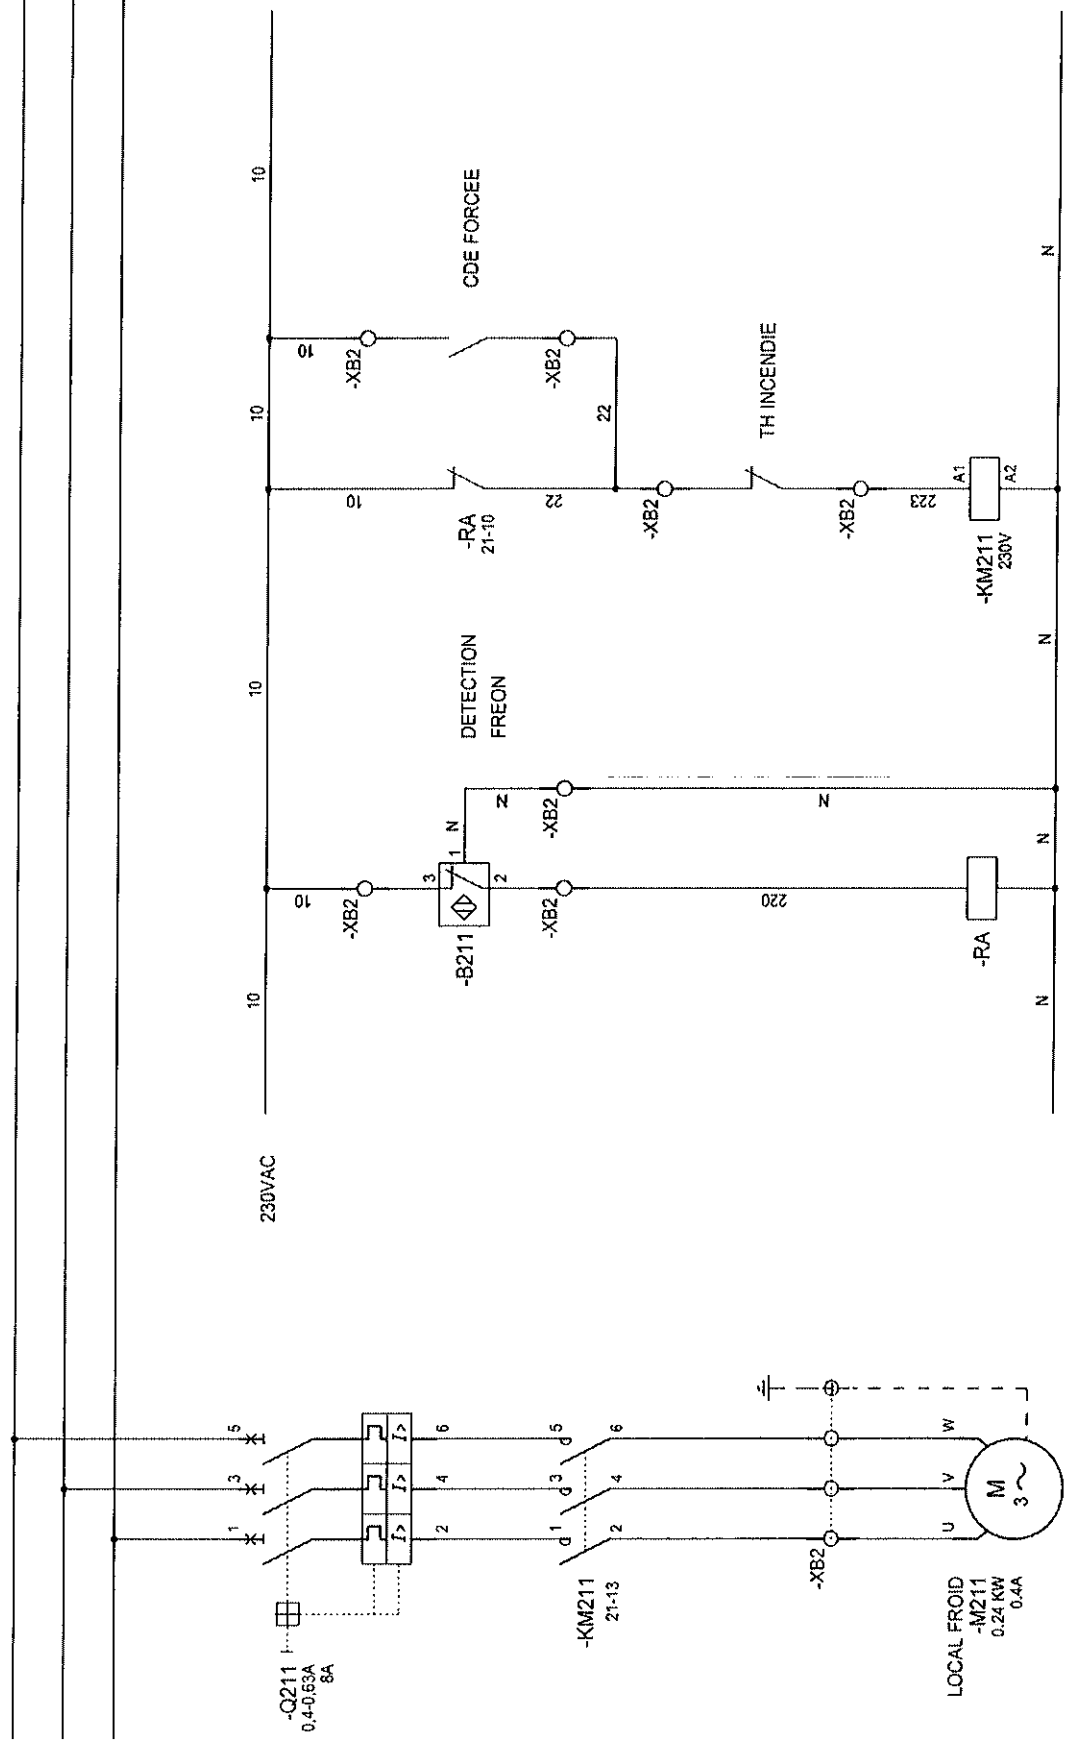 -Q211
0,4-0,63A
8A
1
3
5
I>
I>
I>
2
4
6
-KM211
21-13
1
3
5
2
4
6
-XB2
U
V
W
LOCAL FROID
-M211
0.24 KW
0.4A
M
3~
230VAC
10
10
10
10
10
-XB2
-B211
3
1
2
N
N
DETECTION
FREON
-XB2
-XB2
220
N
-RA
N
N
N
N
10
-RA
21-10
22
10
-XB2
CDE FORCEE
-XB2
22
-XB2
TH INCENDIE
-XB2
223
A1
A2
-KM211
230V